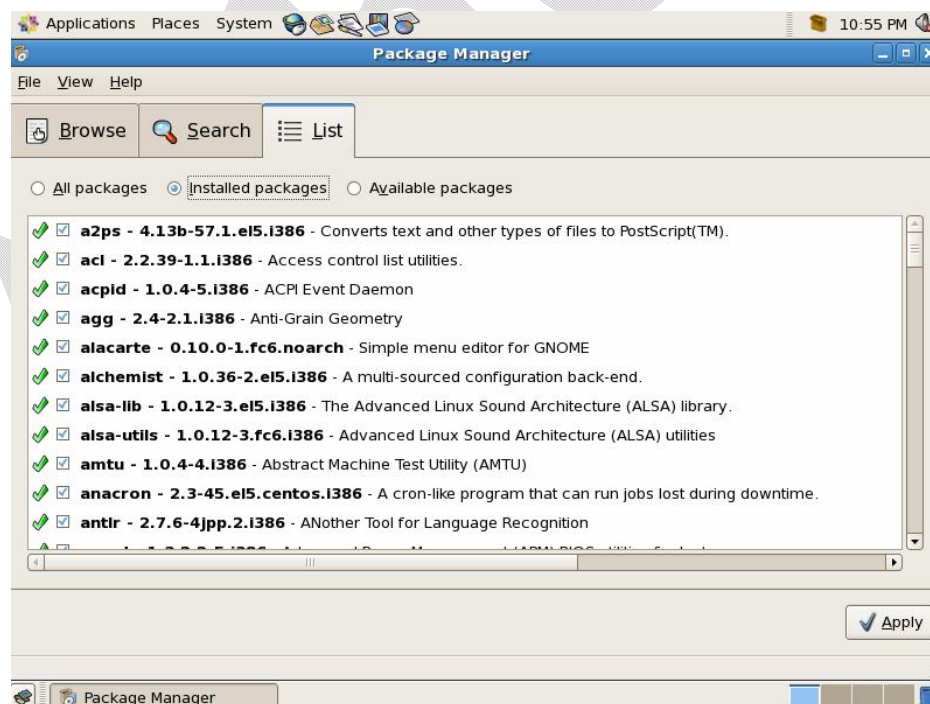 Applications Places System 10:55 PM
Package Manager
File View Help
Browse Search List
All packages Installed packages Available packages
a2ps - 4.13b-57.1.el5.i386 - Converts text and other types of files to PostScript(TM).
acl - 2.2.39-1.1.i386 - Access control list utilities.
acpid - 1.0.4-5.i386 - ACPI Event Daemon
agg - 2.4-2.1.i386 - Anti-Grain Geometry
alacarte - 0.10.0-1.fc6.noarch - Simple menu editor for GNOME
alchemist - 1.0.36-2.el5.i386 - A multi-sourced configuration back-end.
alsa-lib - 1.0.12-3.el5.i386 - The Advanced Linux Sound Architecture (ALSA) library.
alsa-utils - 1.0.12-3.fc6.i386 - Advanced Linux Sound Architecture (ALSA) utilities
amtu - 1.0.4-4.i386 - Abstract Machine Test Utility (AMTU)
anacron - 2.3-45.el5.centos.i386 - A cron-like program that can run jobs lost during downtime.
antlr - 2.7.6-4jpp.2.i386 - ANother Tool for Language Recognition
Apply
Package Manager